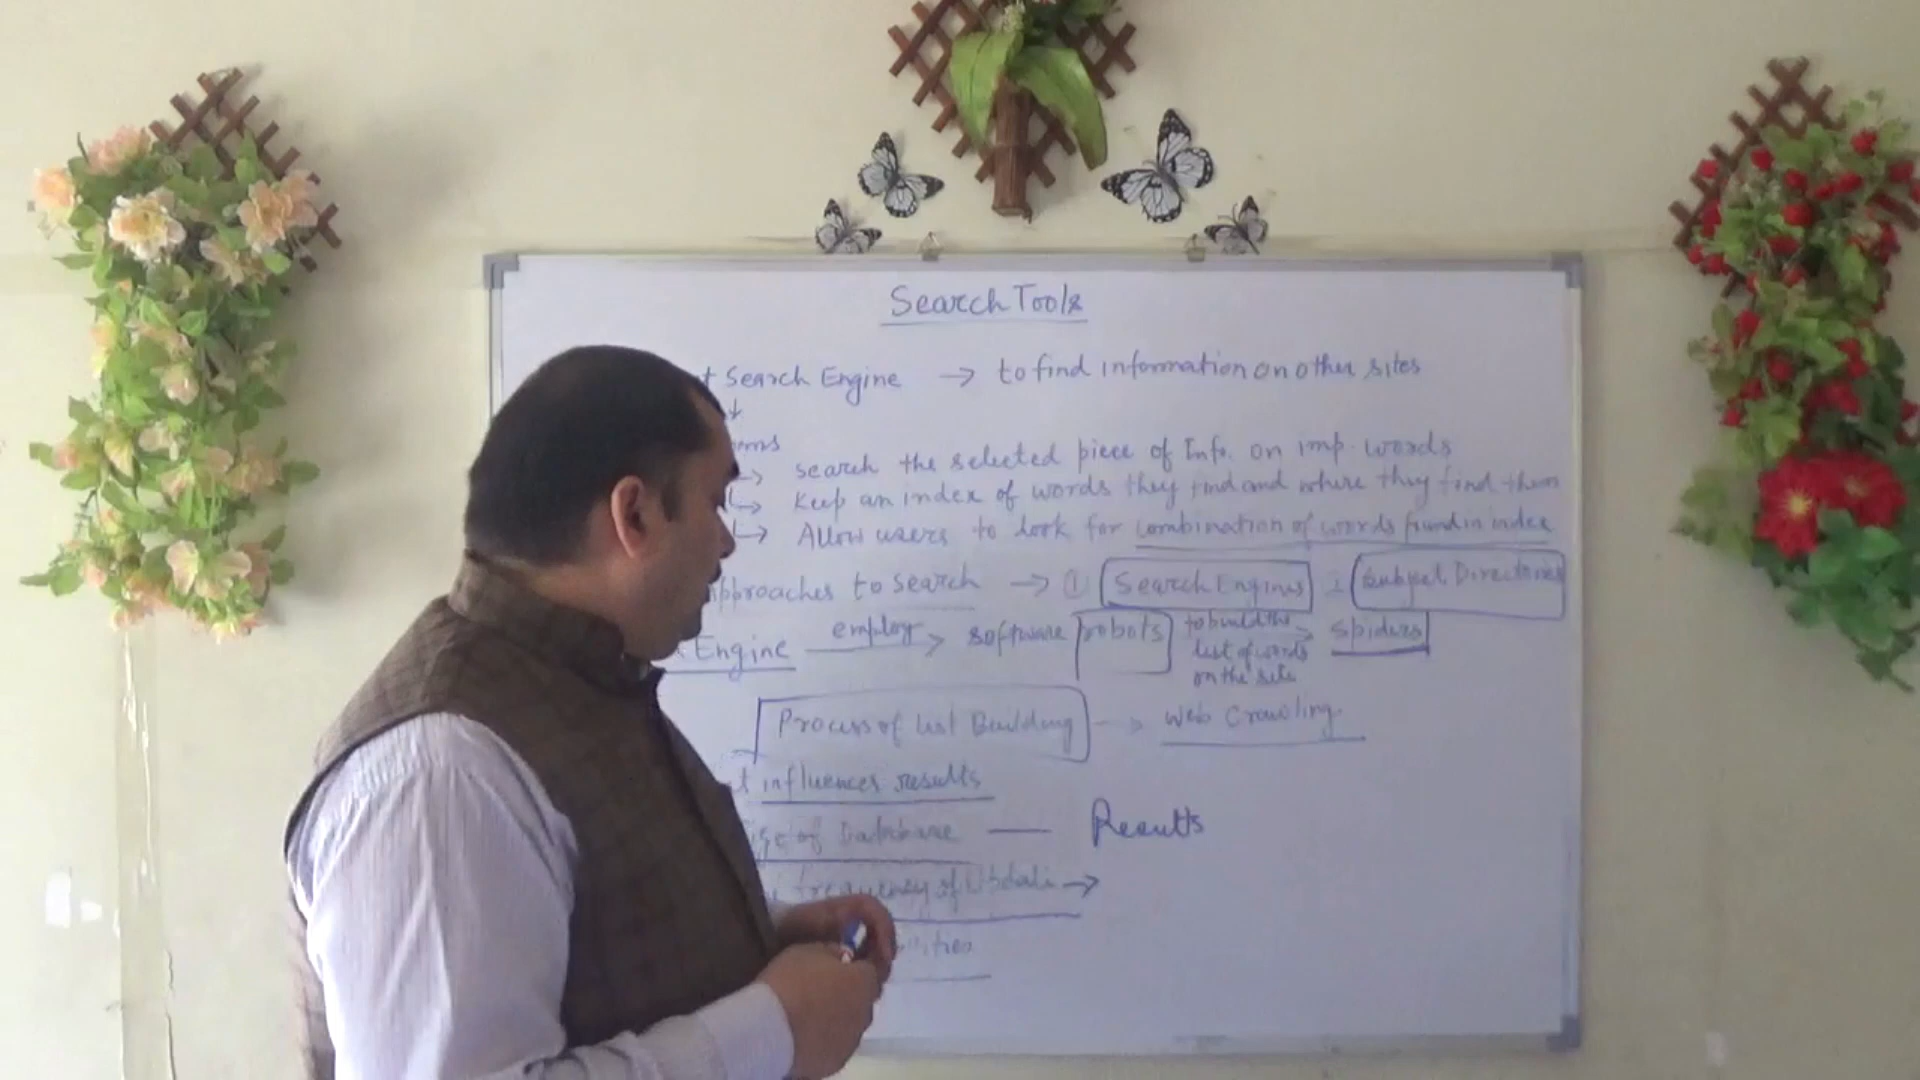 Search Tools
Search Engine → to find information on other sites
↓
→ search the selected piece of Info. on imp. words
→ Keep an index of words they find and where they find them
→ Allow users to look for combination of words found in index
approaches to search → ① Search Engines 2 Subject Directories
Engine employ → software robots to build the list of words on the site → spiders
Process of list Building → Web Crawling
influences results
Size of Database — Results
frequency of Updati →